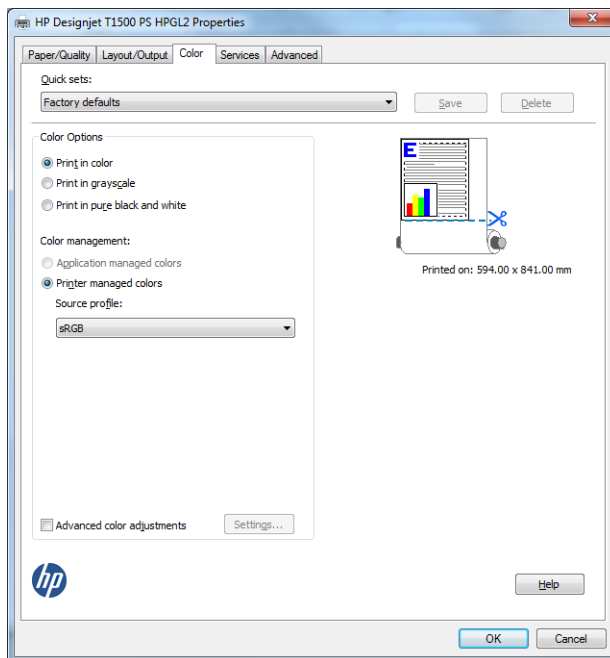 HP Designjet T1500 PS HPGL2 Properties
Paper/Quality Layout/Output Color Services Advanced
Quick sets:
Factory defaults Save Delete
Color Options
Print in color
Print in grayscale
Print in pure black and white
E
Color management:
Application managed colors
Printer managed colors
Printed on: 594.00 x 841.00 mm
Source profile:
sRGB
Advanced color adjustments Settings...
hp
Help
OK Cancel